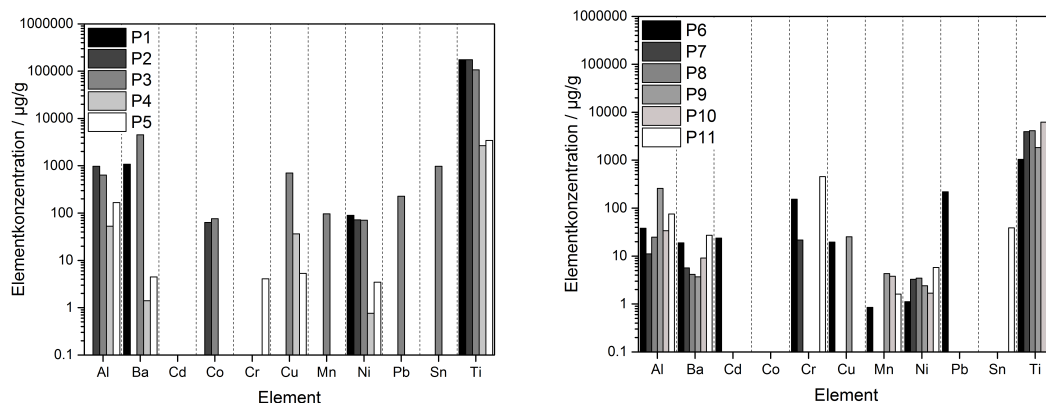 1000000
100000
10000
1000
100
10
1
0.1
Elementkonzentration / µg/g
P1
P2
P3
P4
P5
Al Ba Cd Co Cr Cu Mn Ni Pb Sn Ti
Element
1000000
100000
10000
1000
100
10
1
0.1
Elementkonzentration / µg/g
P6
P7
P8
P9
P10
P11
Al Ba Cd Co Cr Cu Mn Ni Pb Sn Ti
Element